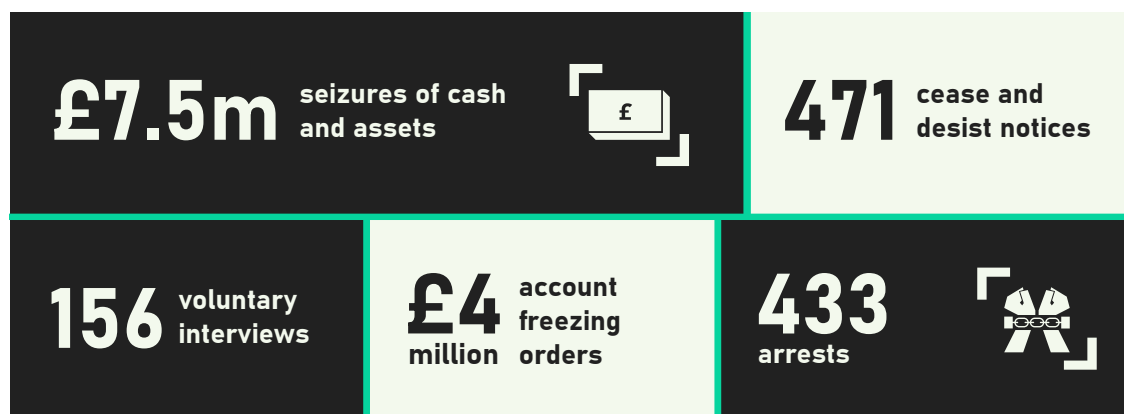 £7.5m seizures of cash
and assets
£
471 cease and
desist notices
156 voluntary
interviews
£4 account
freezing
million orders
433
arrests